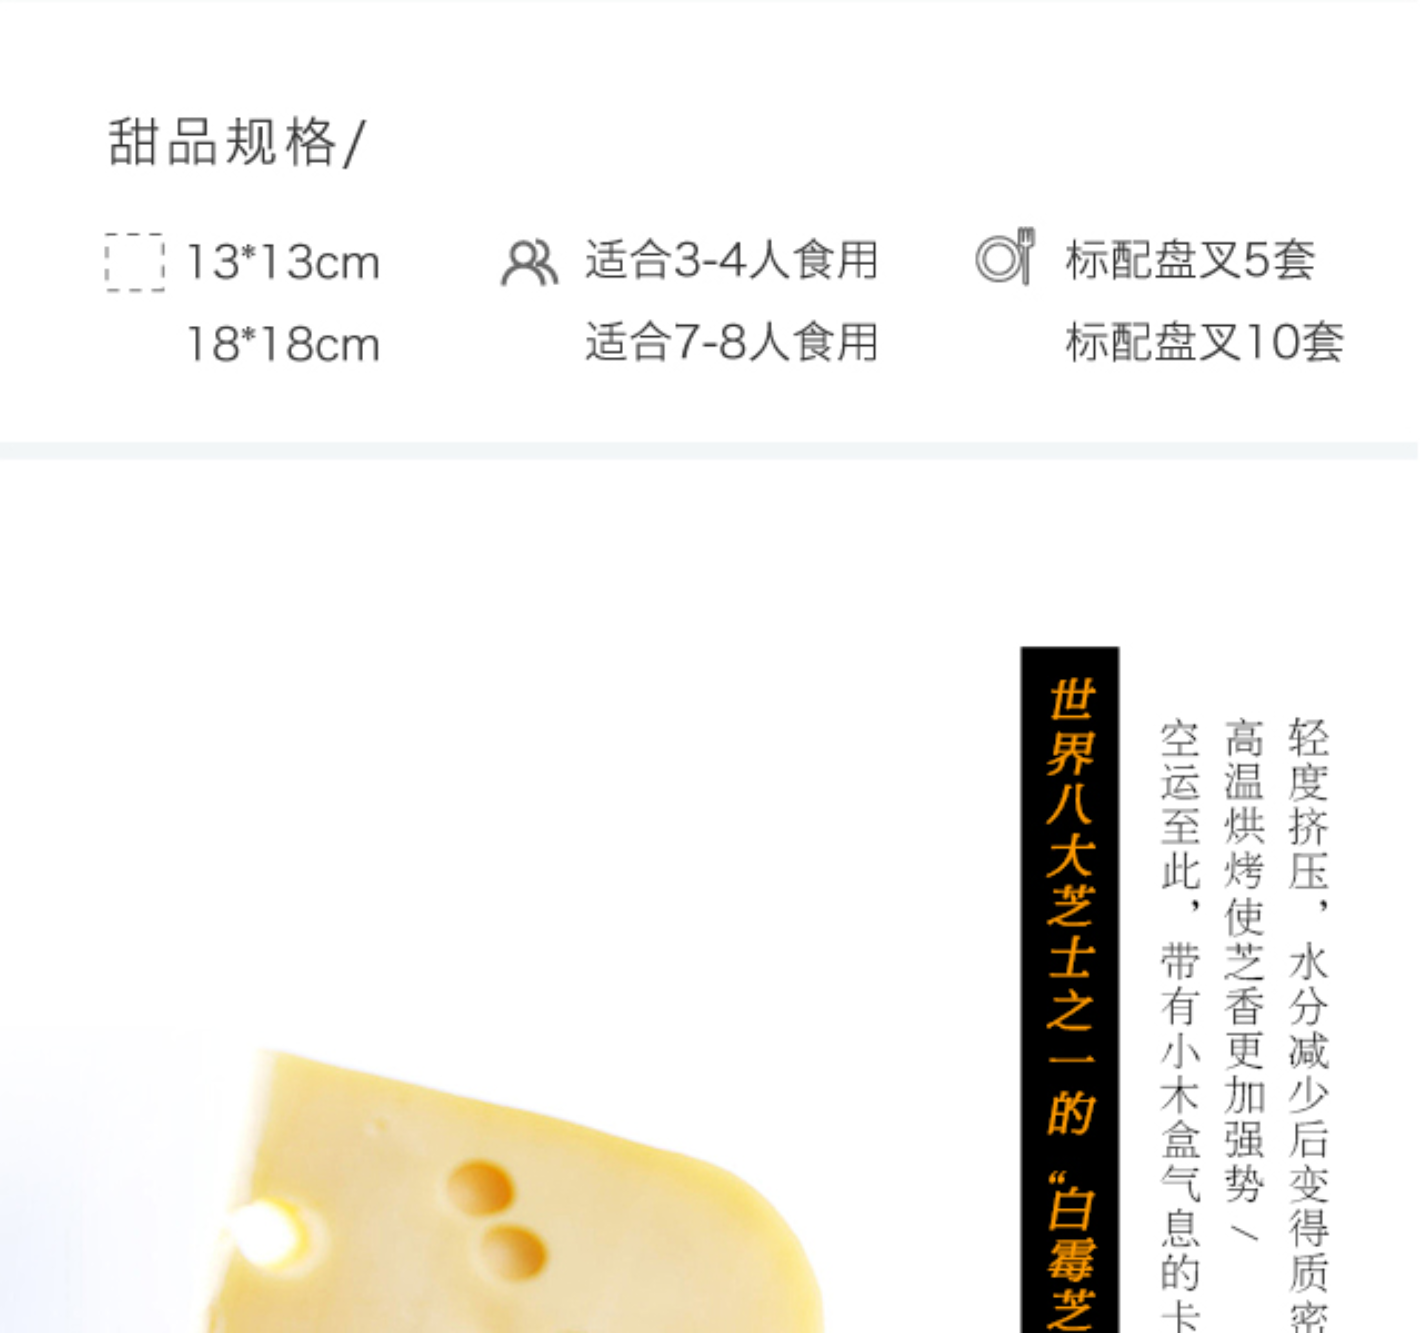 甜品规格/
13*13cm 适合3-4人食用 标配盘叉5套
18*18cm 适合7-8人食用 标配盘叉10套
轻度挤压，水分减少后变得质密
高温烘烤使芝香更加强势/
空运至此，带有小木盒气息的卡
世界八大芝士之一的“白霉芝